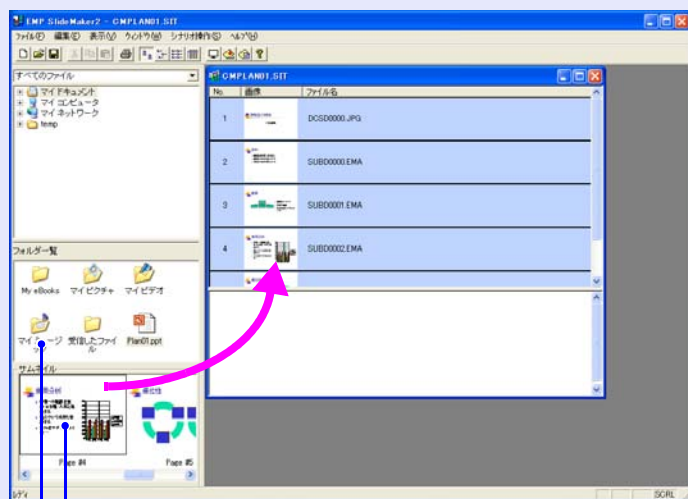 EMP SlideMaker2 - CMPLAN01.SIT
ファイル(F) 編集(E) 表示(V) ウィンドウ(W) シナリオ操作(S) ヘルプ(H)
すべてのファイル
マイ ドキュメント
マイ コンピュータ
マイ ネットワーク
temp
フォルダ一覧
My eBooks マイ ピクチャ マイ ビデオ
受信したファイル Plan01.ppt
サムネイル
優位性
Page #4 Page #5
レディ
CMPLAN01.SIT
No. 画像 ファイル名
1 DCSD0000.JPG
2 SUBD0000.EMA
3 SUBD0001.EMA
4 SUBD0002.EMA
SCRL